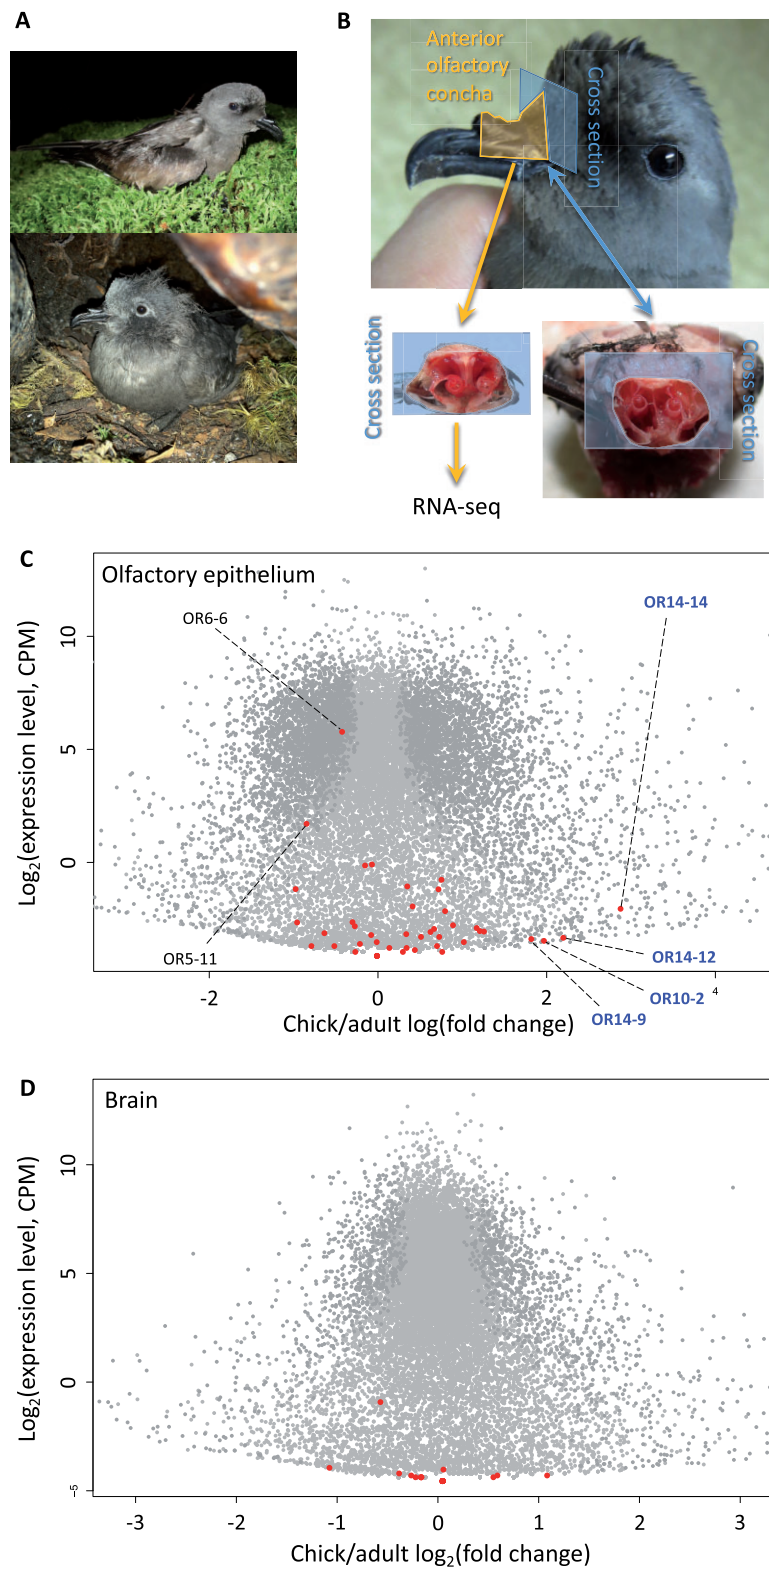 A
B
Anterior
olfactory
concha
Cross section
Cross section
Cross section
RNA-seq
C
Olfactory epithelium
OR6-6
OR14-14
OR5-11
OR14-12
OR10-2
OR14-9
10
5
0
Log2(expression level, CPM)
-2
0
2
4
Chick/adult log(fold change)
D
Brain
10
5
0
-5
Log2(expression level, CPM)
-3
-2
-1
0
1
2
3
Chick/adult log2(fold change)